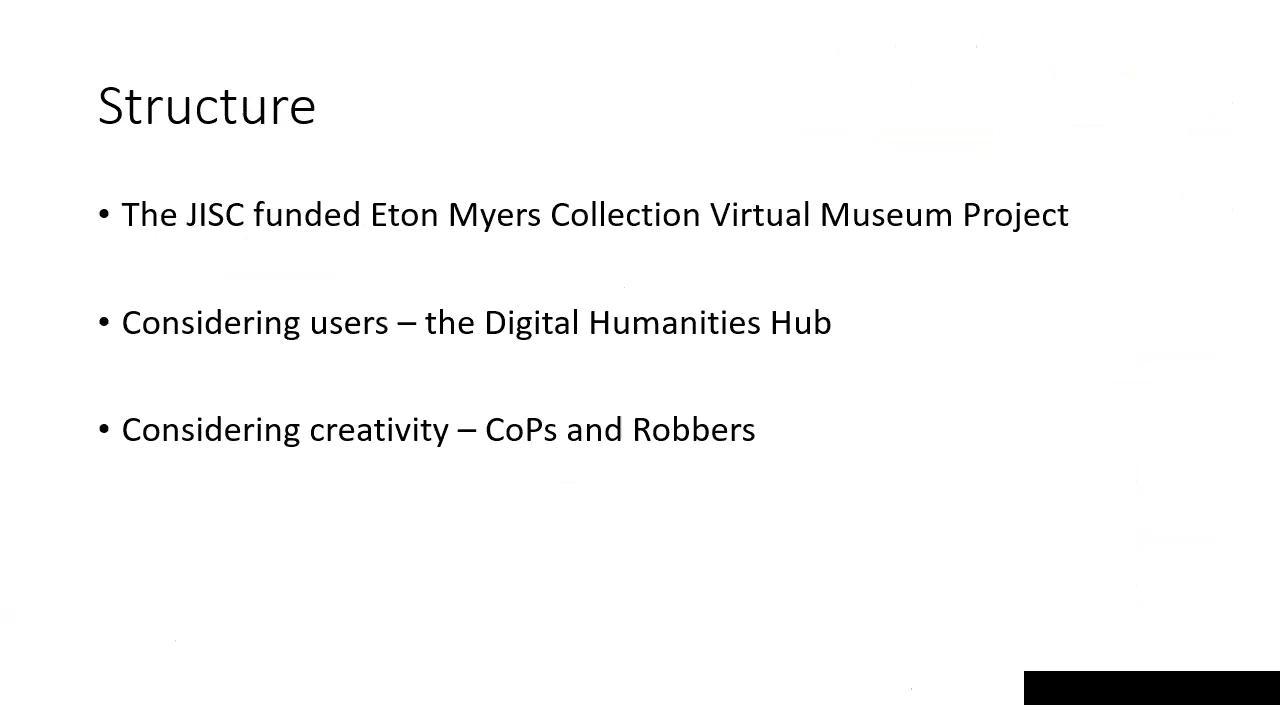 Structure
• The JISC funded Eton Myers Collection Virtual Museum Project
• Considering users – the Digital Humanities Hub
• Considering creativity – CoPs and Robbers